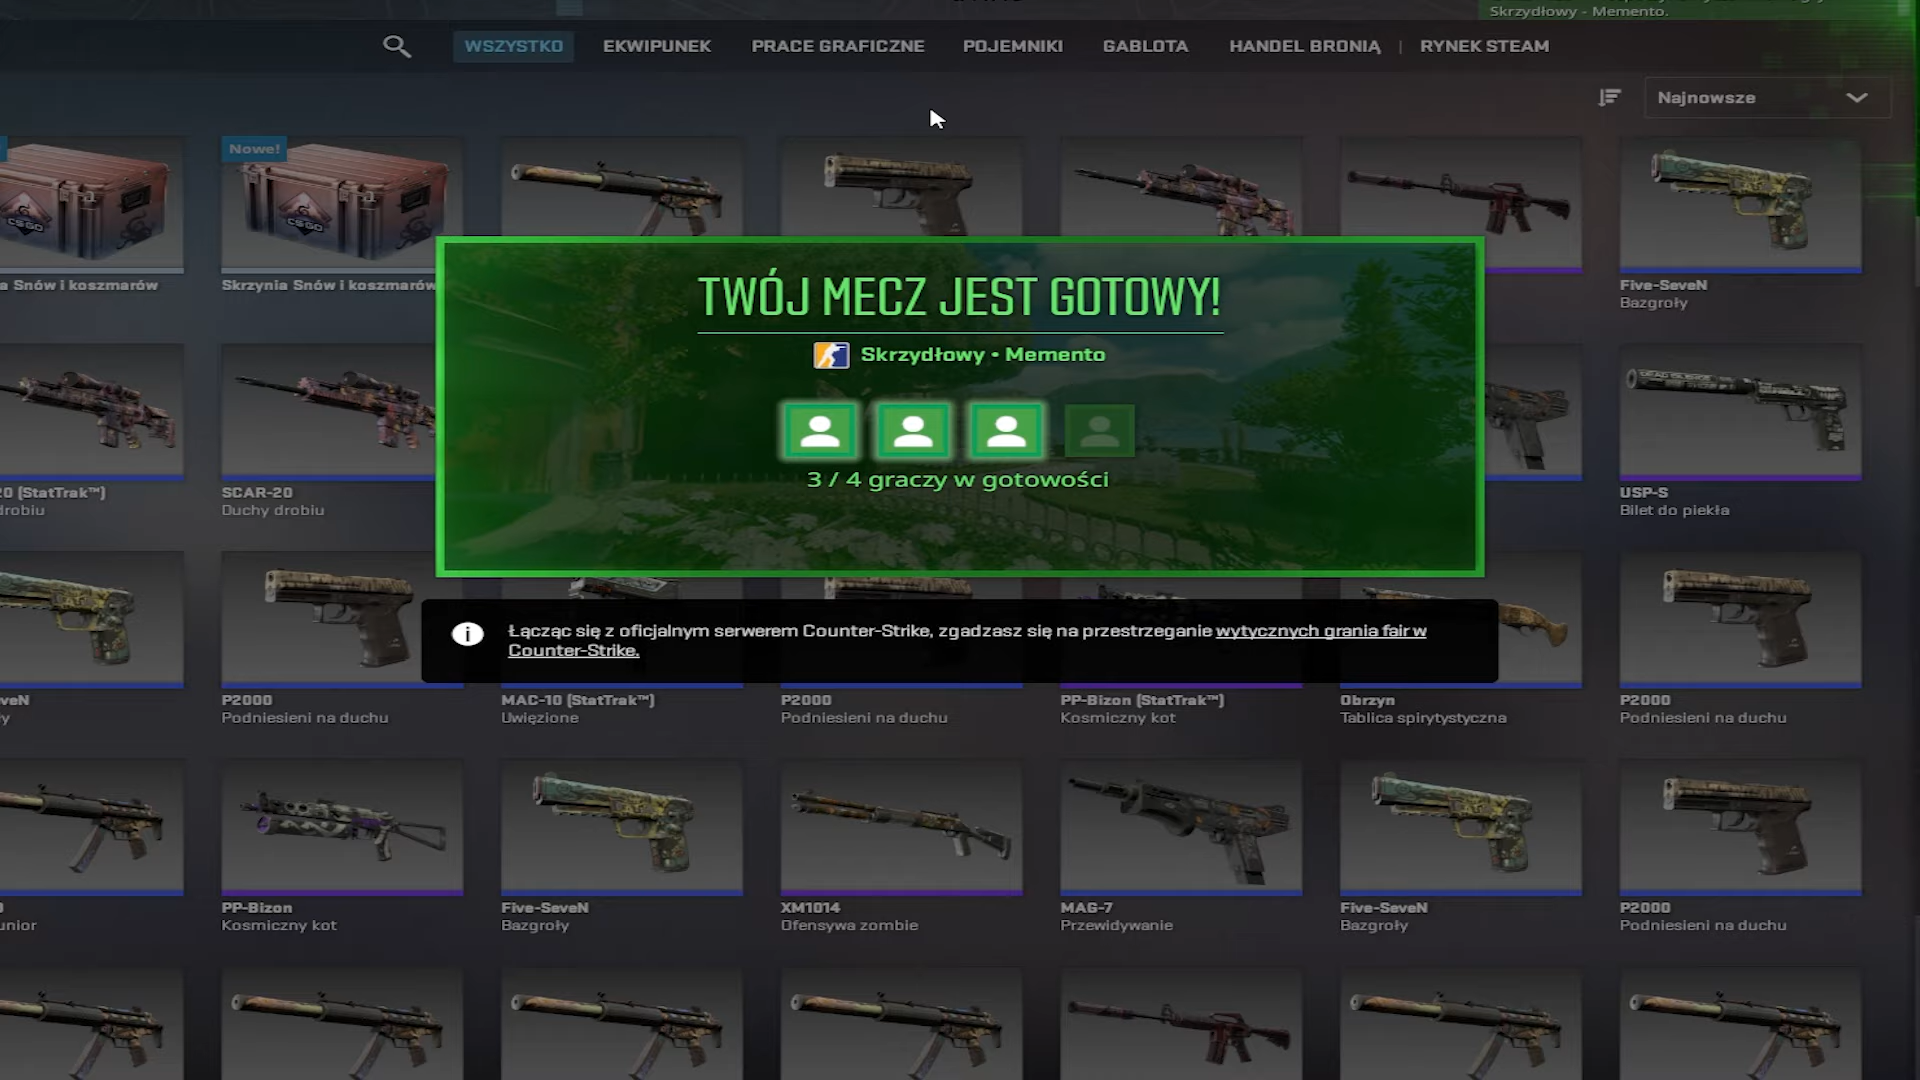 Skrzydłowy - Memento.
WSZYSTKO EKWIPUNEK PRACE GRAFICZNE POJEMNIKI GABLOTA HANDEL BRONIĄ | RYNEK STEAM
Najnowsze
Nowe!
CS GO
CS GO
a Snów i koszmarów
Skrzynia Snów i koszmarów
Five-SeveN
Bazgroły
TWÓJ MECZ JEST GOTOWY!
Skrzydłowy • Memento
3 / 4 graczy w gotowości
0 (StatTrak™)
drobiu
SCAR-20
Duchy drobiu
USP-S
Bilet do piekła
Łącząc się z oficjalnym serwerem Counter-Strike, zgadzasz się na przestrzeganie wytycznych grania fair w
Counter-Strike.
veN
y
P2000
Podniesieni na duchu
MAC-10 (StatTrak™)
Uwięzione
P2000
Podniesieni na duchu
PP-Bizon (StatTrak™)
Kosmiczny kot
Obrzyn
Tablica spirytystyczna
P2000
Podniesieni na duchu
unior
PP-Bizon
Kosmiczny kot
Five-SeveN
Bazgroły
XM1014
Ofensywa zombie
MAG-7
Przewidywanie
Five-SeveN
Bazgroły
P2000
Podniesieni na duchu